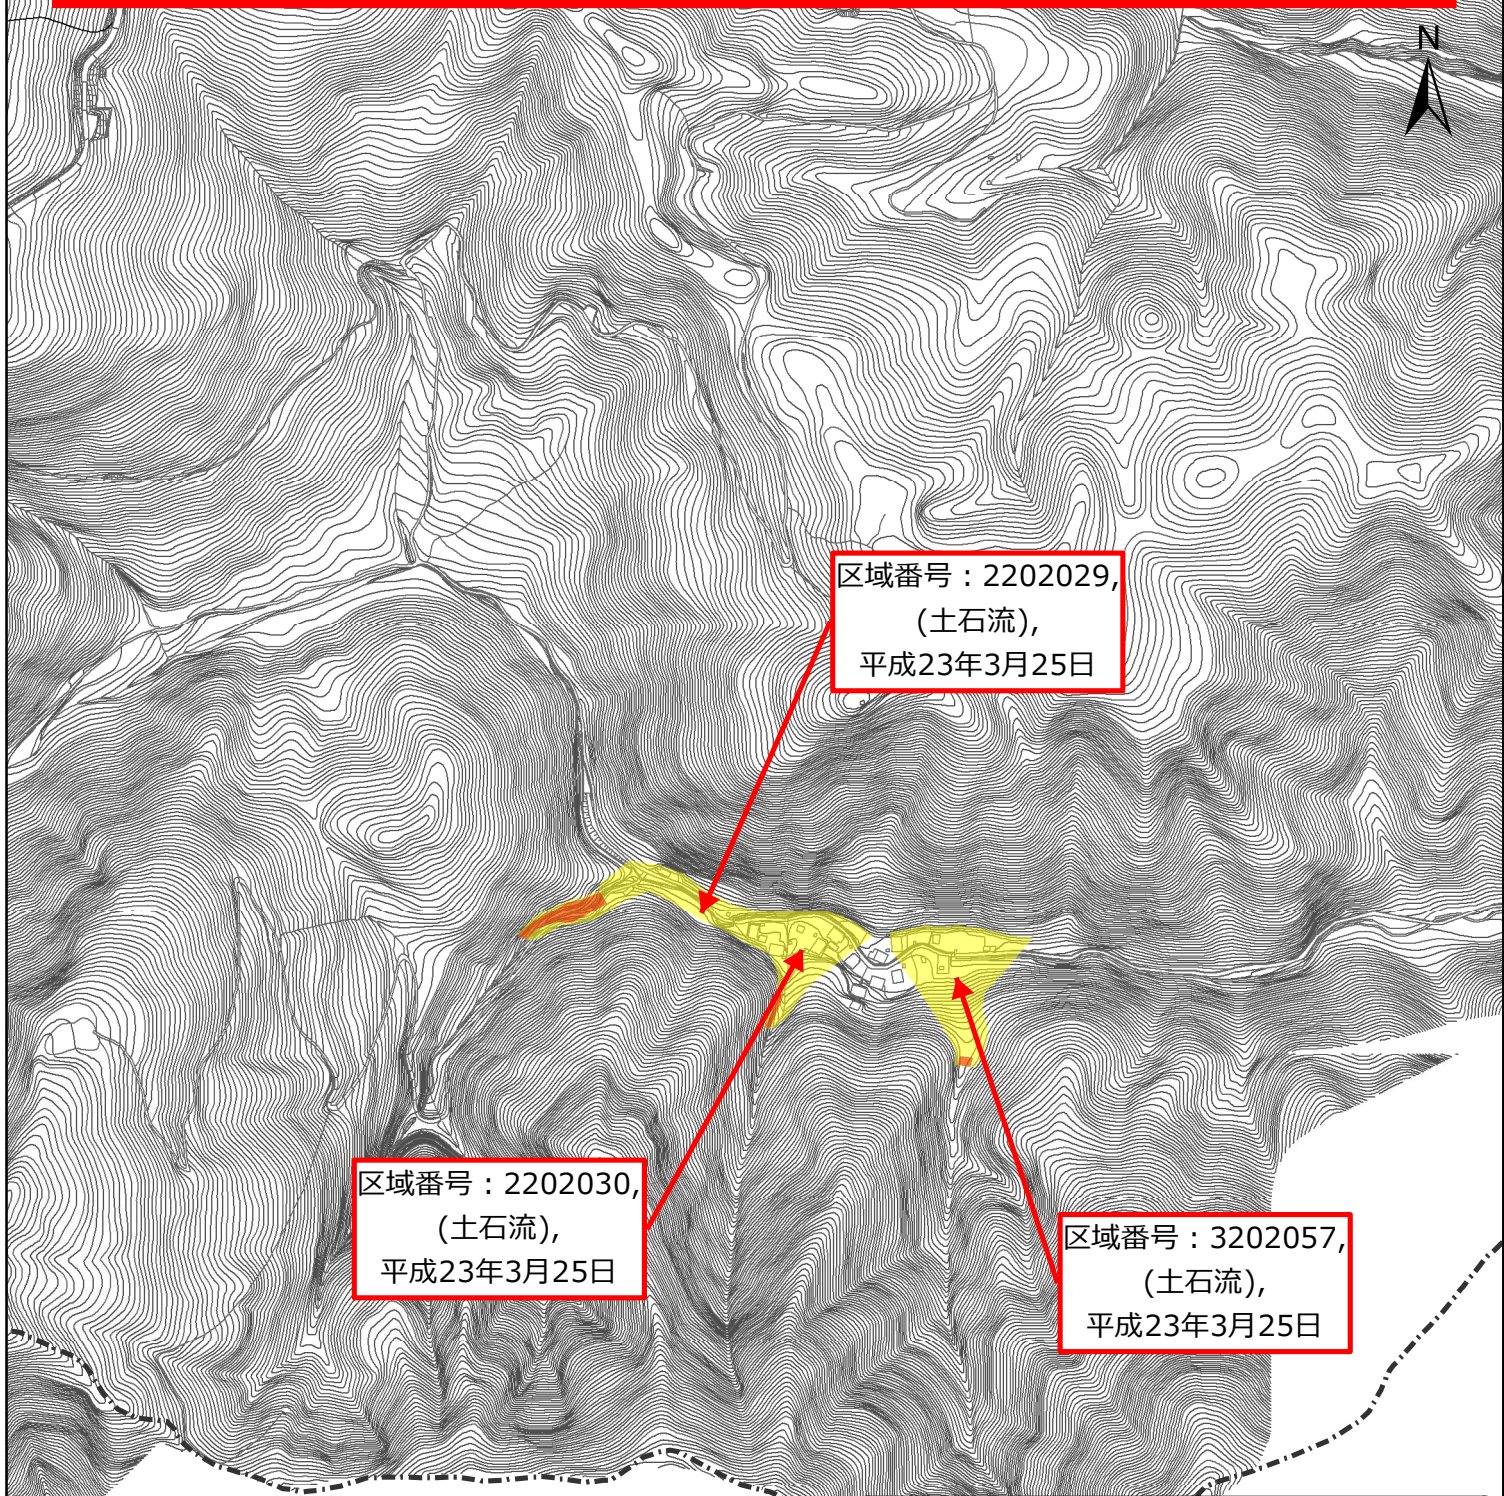 N
区域番号：2202029,
(土石流),
平成23年3月25日
区域番号：2202030,
(土石流),
平成23年3月25日
区域番号：3202057,
(土石流),
平成23年3月25日